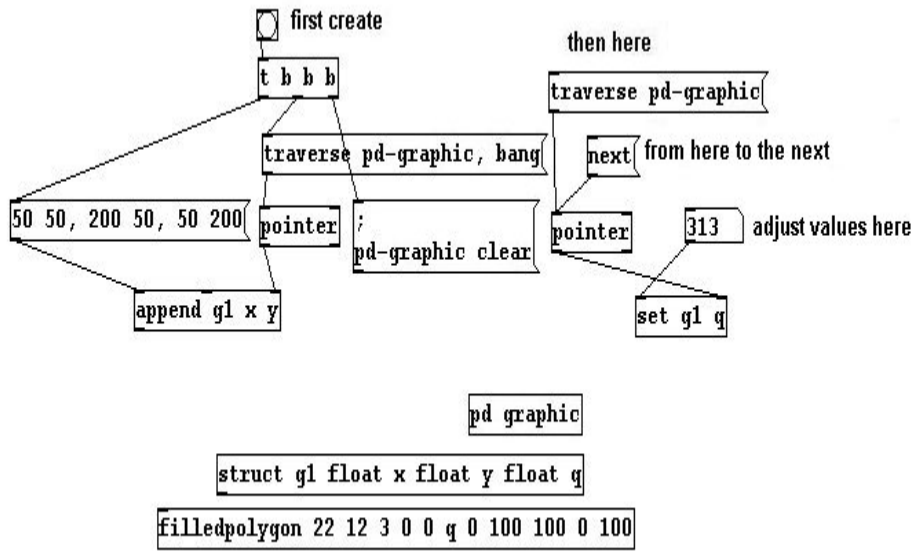 first create
t b b b
then here
traverse pd-graphic
traverse pd-graphic, bang
next
from here to the next
50 50, 200 50, 50 200
pointer
;
pd-graphic clear
pointer
313
adjust values here
append g1 x y
set g1 q
pd graphic
struct g1 float x float y float q
filledpolygon 22 12 3 0 0 q 0 100 100 0 100